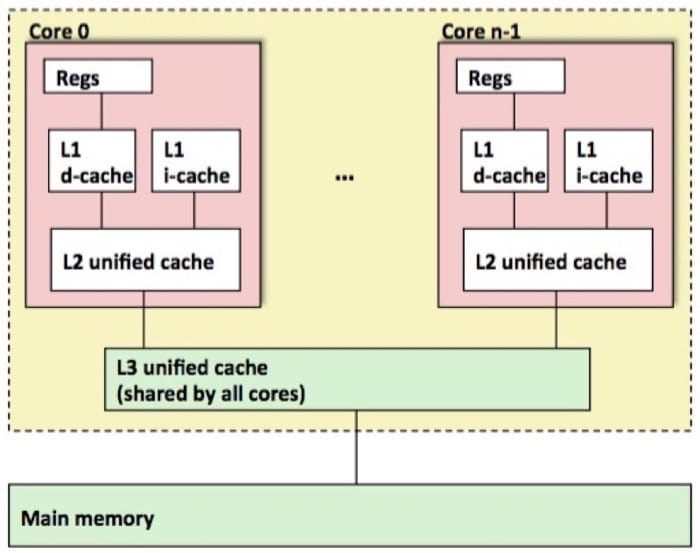 Core 0
Regs
L1
d-cache
L1
i-cache
L2 unified cache
...
Core n-1
Regs
L1
d-cache
L1
i-cache
L2 unified cache
L3 unified cache
(shared by all cores)
Main memory